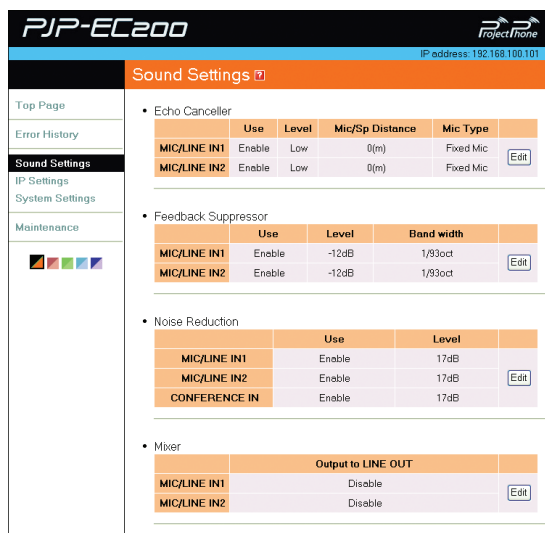 PJP-EC200
ProjectPhone
IP address: 192.168.100.101
Sound Settings ?
Top Page
Error History
Sound Settings
IP Settings
System Settings
Maintenance
• Echo Canceller
Use Level Mic/Sp Distance Mic Type
MIC/LINE IN1 Enable Low 0(m) Fixed Mic
MIC/LINE IN2 Enable Low 0(m) Fixed Mic
Edit
• Feedback Suppressor
Use Level Band width
MIC/LINE IN1 Enable -12dB 1/93oct
MIC/LINE IN2 Enable -12dB 1/93oct
Edit
• Noise Reduction
Use Level
MIC/LINE IN1 Enable 17dB
MIC/LINE IN2 Enable 17dB Edit
CONFERENCE IN Enable 17dB
• Mixer
Output to LINE OUT
MIC/LINE IN1 Disable
MIC/LINE IN2 Disable
Edit